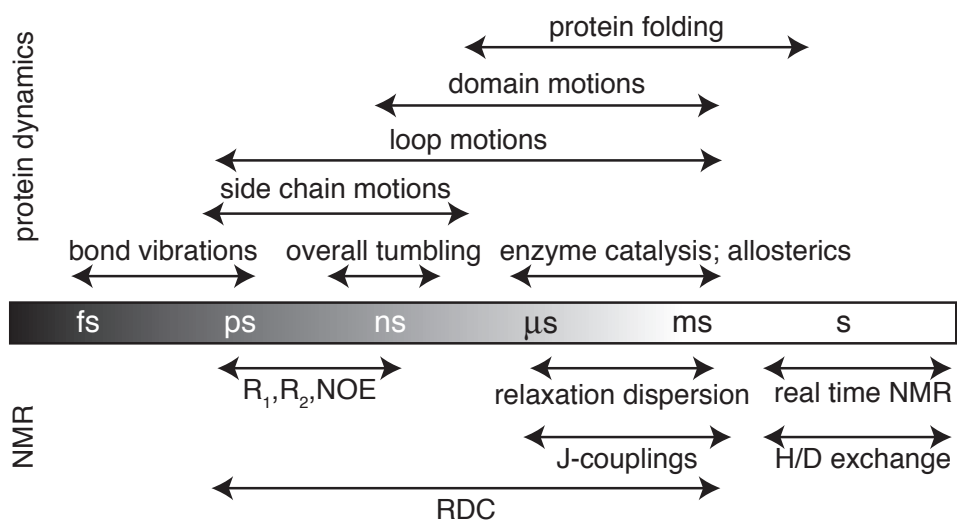 protein dynamics
protein folding
domain motions
loop motions
side chain motions
bond vibrations overall tumbling enzyme catalysis; allosterics
fs ps ns μs ms s
NMR
R₁,R₂,NOE relaxation dispersion real time NMR
J-couplings H/D exchange
RDC